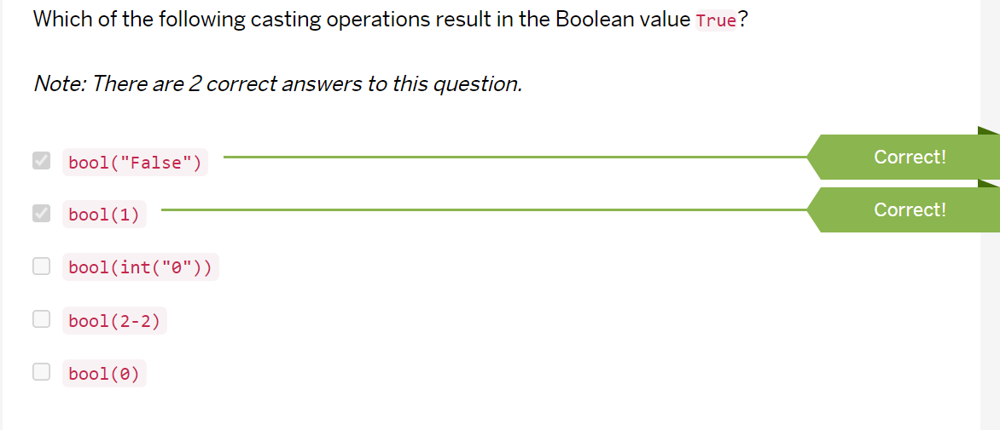 Which of the following casting operations result in the Boolean value True?
Note: There are 2 correct answers to this question.
bool("False")
Correct!
bool(1)
Correct!
bool(int("0"))
bool(2-2)
bool(0)